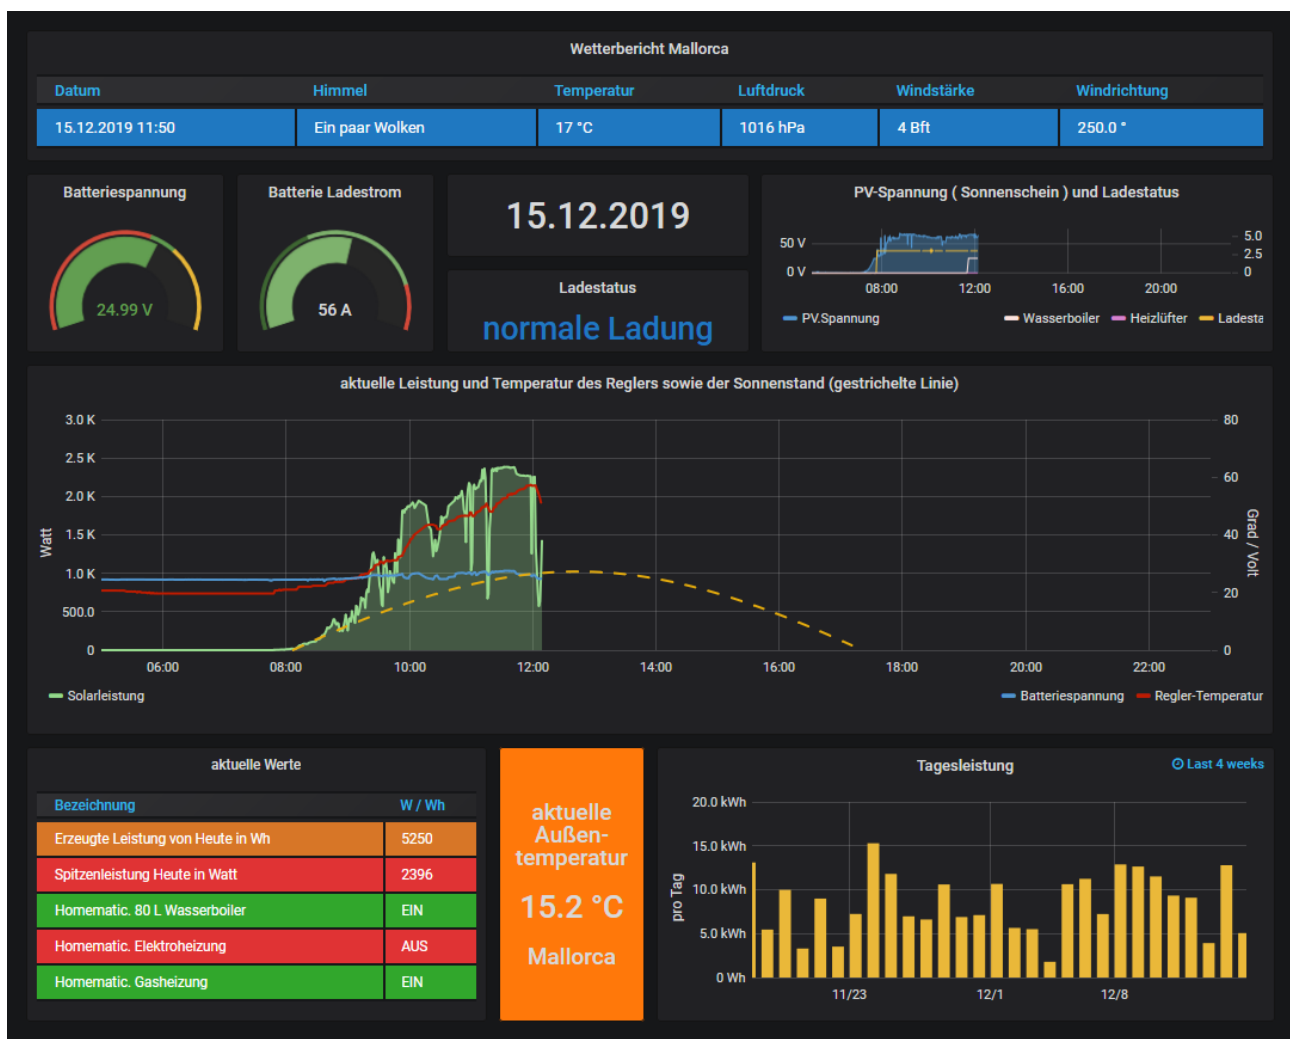 Wetterbericht Mallorca
Datum Himmel Temperatur Luftdruck Windstärke Windrichtung
15.12.2019 11:50 Ein paar Wolken 17 °C 1016 hPa 4 Bft 250.0 °
Batteriespannung
24.99 V
Batterie Ladestrom
56 A
15.12.2019
Ladestatus
normale Ladung
PV-Spannung ( Sonnenschein ) und Ladestatus
50 V
0 V
5.0
2.5
0
08:00 12:00 16:00 20:00
PV.Spannung Wasserboiler Heizlüfter Ladesta
aktuelle Leistung und Temperatur des Reglers sowie der Sonnenstand (gestrichelte Linie)
3.0 K
2.5 K
2.0 K
1.5 K
1.0 K
500.0
0
Watt
80
60
40
20
0
Grad / Volt
06:00 08:00 10:00 12:00 14:00 16:00 18:00 20:00 22:00
Solarleistung Batteriespannung Regler-Temperatur
aktuelle Werte
Bezeichnung W / Wh
Erzeugte Leistung von Heute in Wh 5250
Spitzenleistung Heute in Watt 2396
Homematic. 80 L Wasserboiler EIN
Homematic. Elektroheizung AUS
Homematic. Gasheizung EIN
aktuelle
Außen-
temperatur
15.2 °C
Mallorca
Tagesleistung
Last 4 weeks
20.0 kWh
15.0 kWh
10.0 kWh
5.0 kWh
0 Wh
pro Tag
11/23 12/1 12/8